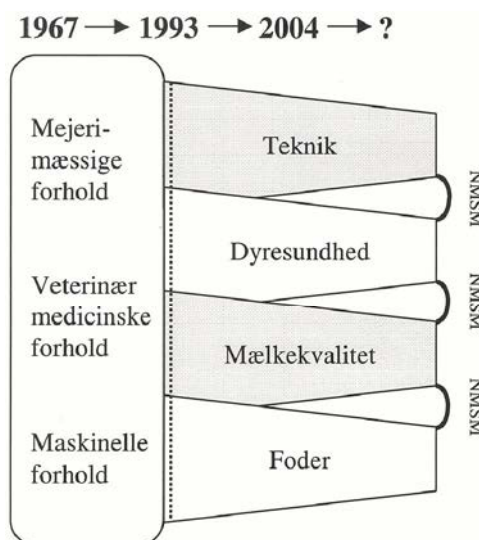 1967 → 1993 → 2004 → ?
Mejeri-
mæssige
forhold
Veterinær
medicinske
forhold
Maskinelle
forhold
Teknik
Dyresundhed
Mælkekvalitet
Foder
NMSM
NMSM
NMSM